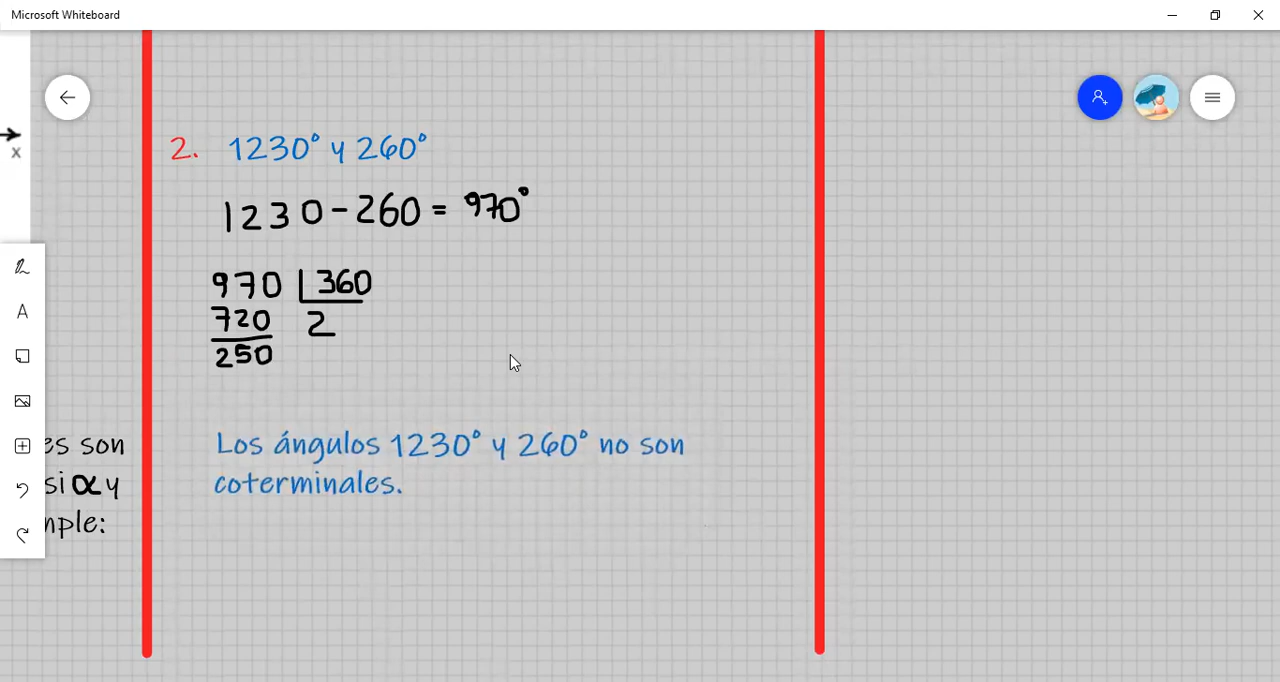 Microsoft Whiteboard
x
2. 1230° y 260°
1230 - 260 = 970°
970 360
720 2
250
es son
si α y
mple:
Los ángulos 1230° y 260° no son
coterminales.
A